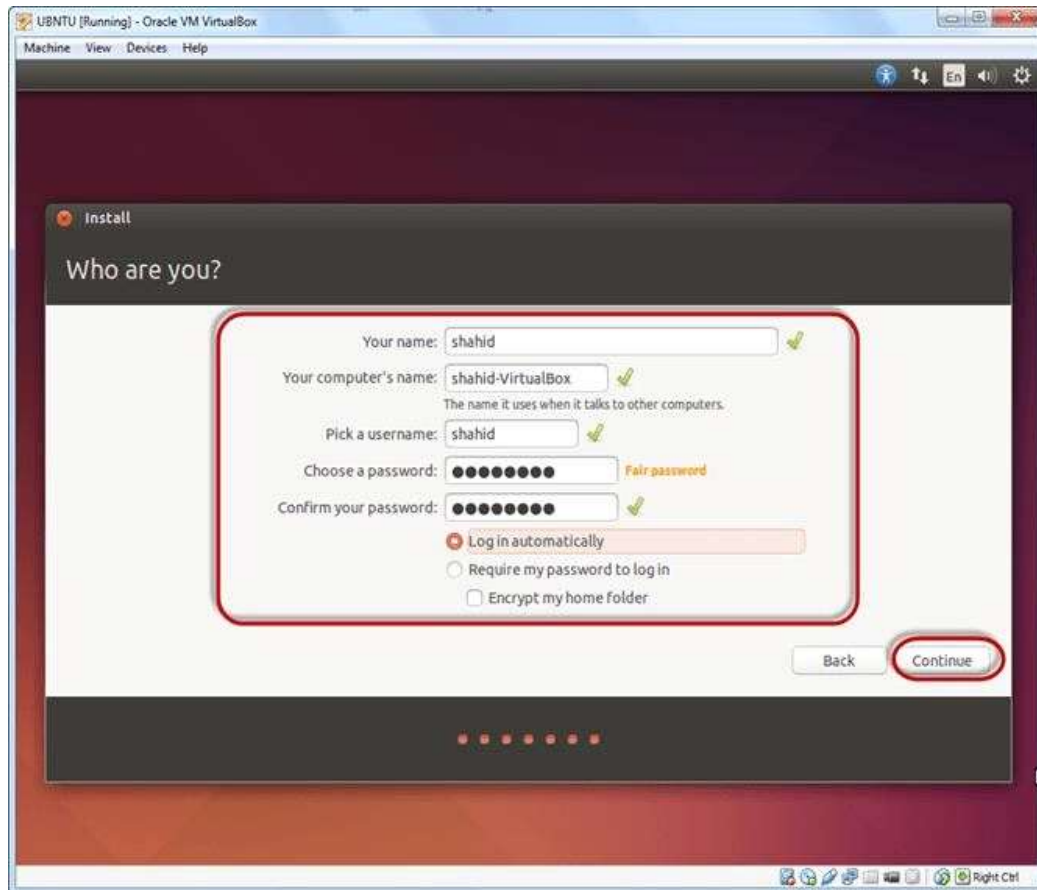 UBNTU [Running] - Oracle VM VirtualBox
Machine View Devices Help
En
Install
Who are you?
Your name: shahid
Your computer's name: shahid-VirtualBox
The name it uses when it talks to other computers.
Pick a username: shahid
Choose a password: ●●●●●●●● Fair password
Confirm your password: ●●●●●●●●
Log in automatically
Require my password to log in
Encrypt my home folder
Back Continue
Right Ctrl